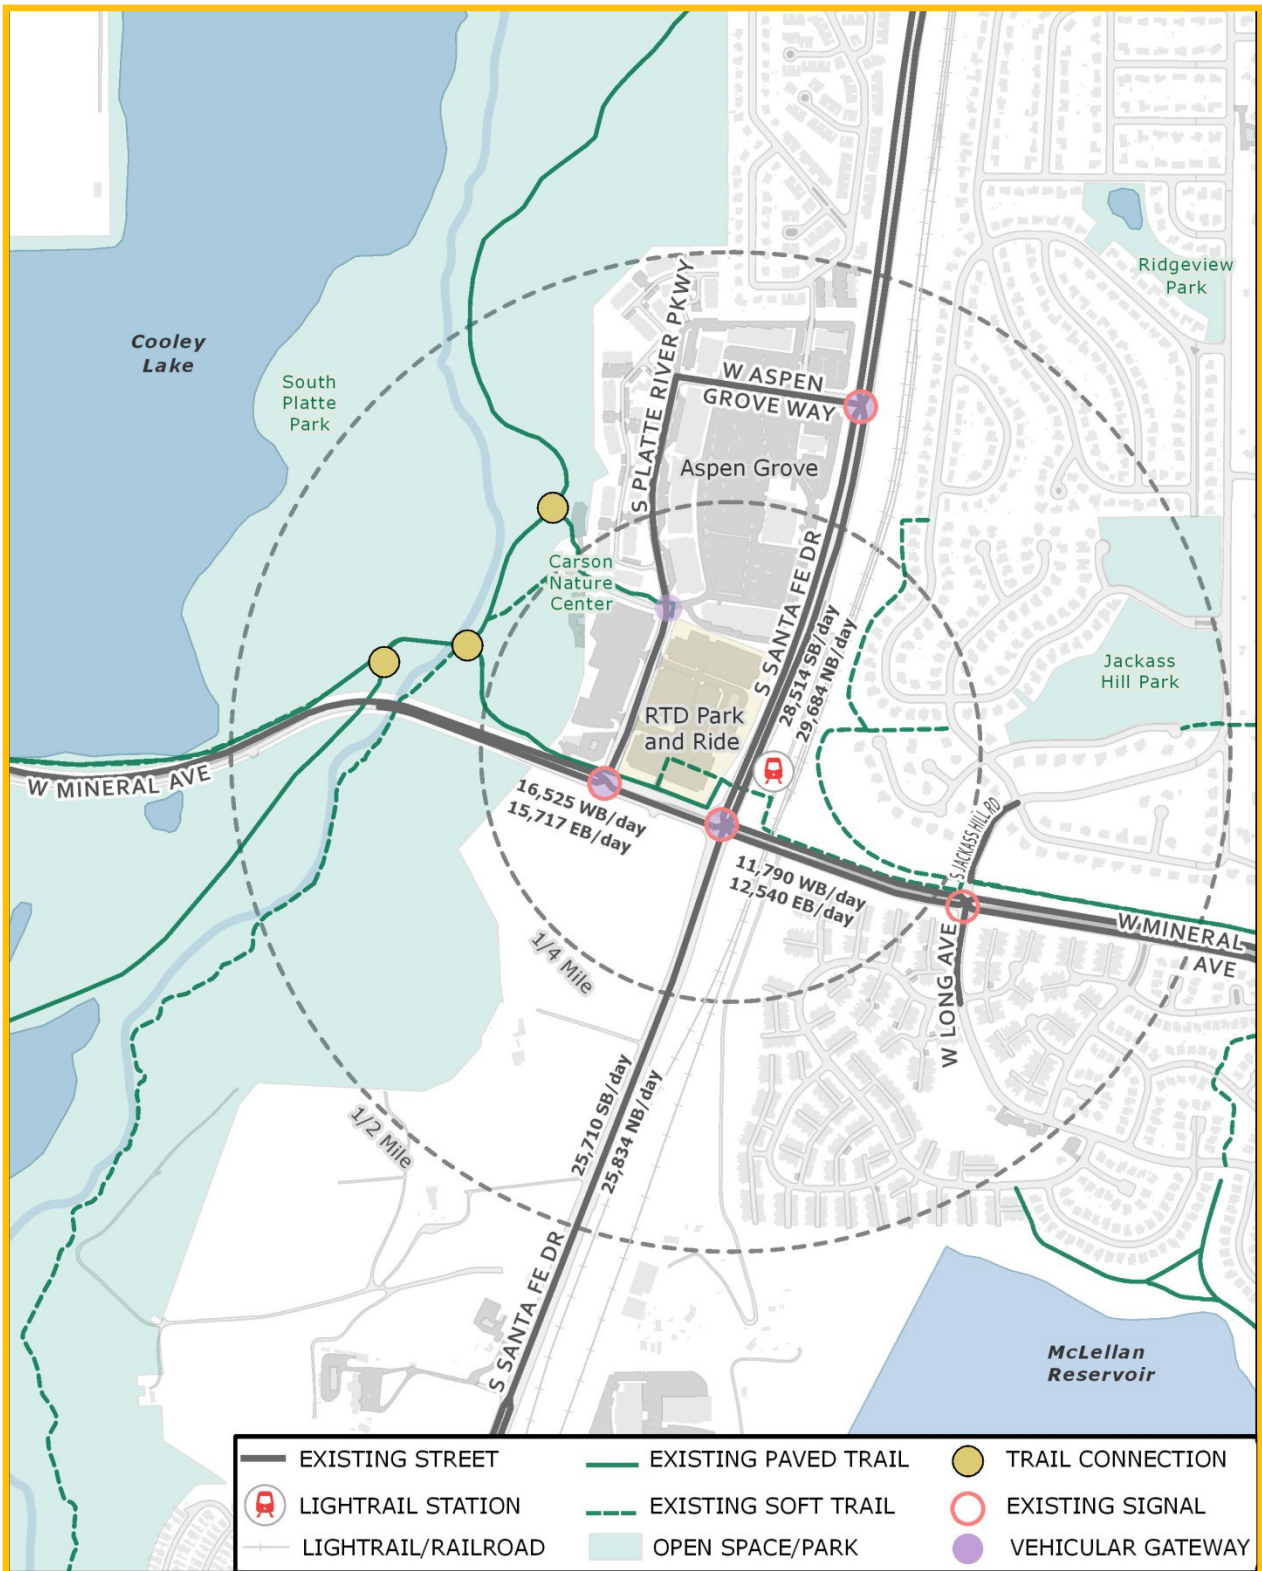 Ridgeview
Park
Cooley
Lake
South
Platte
Park
S PLATTE RIVER PKWY
W ASPEN
GROVE WAY
Aspen Grove
Carson
Nature
Center
S SANTA FE DR
28,514 SB/day
29,684 NB/day
Jackass
Hill Park
RTD Park
and Ride
W MINERAL AVE
16,525 WB/day
15,717 EB/day
S JACKASS HILL RD
11,790 WB/day
12,540 EB/day
W MINERAL
AVE
W LONG AVE
1/4 Mile
1/2 Mile
25,710 SB/day
25,834 NB/day
S SANTA FE DR
McLellan
Reservoir
EXISTING STREET
EXISTING PAVED TRAIL
TRAIL CONNECTION
LIGHTRAIL STATION
EXISTING SOFT TRAIL
EXISTING SIGNAL
LIGHTRAIL/RAILROAD
OPEN SPACE/PARK
VEHICULAR GATEWAY